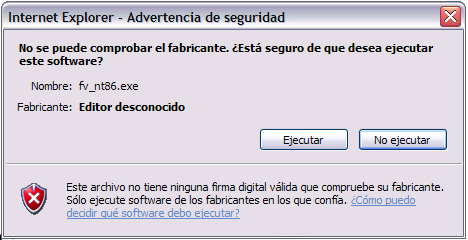 Internet Explorer - Advertencia de seguridad
No se puede comprobar el fabricante. ¿Está seguro de que desea ejecutar
este software?
Nombre: fv_nt86.exe
Fabricante: Editor desconocido
Ejecutar No ejecutar
Este archivo no tiene ninguna firma digital válida que compruebe su fabricante.
Sólo ejecute software de los fabricantes en los que confía. ¿Cómo puedo
decidir qué software debo ejecutar?